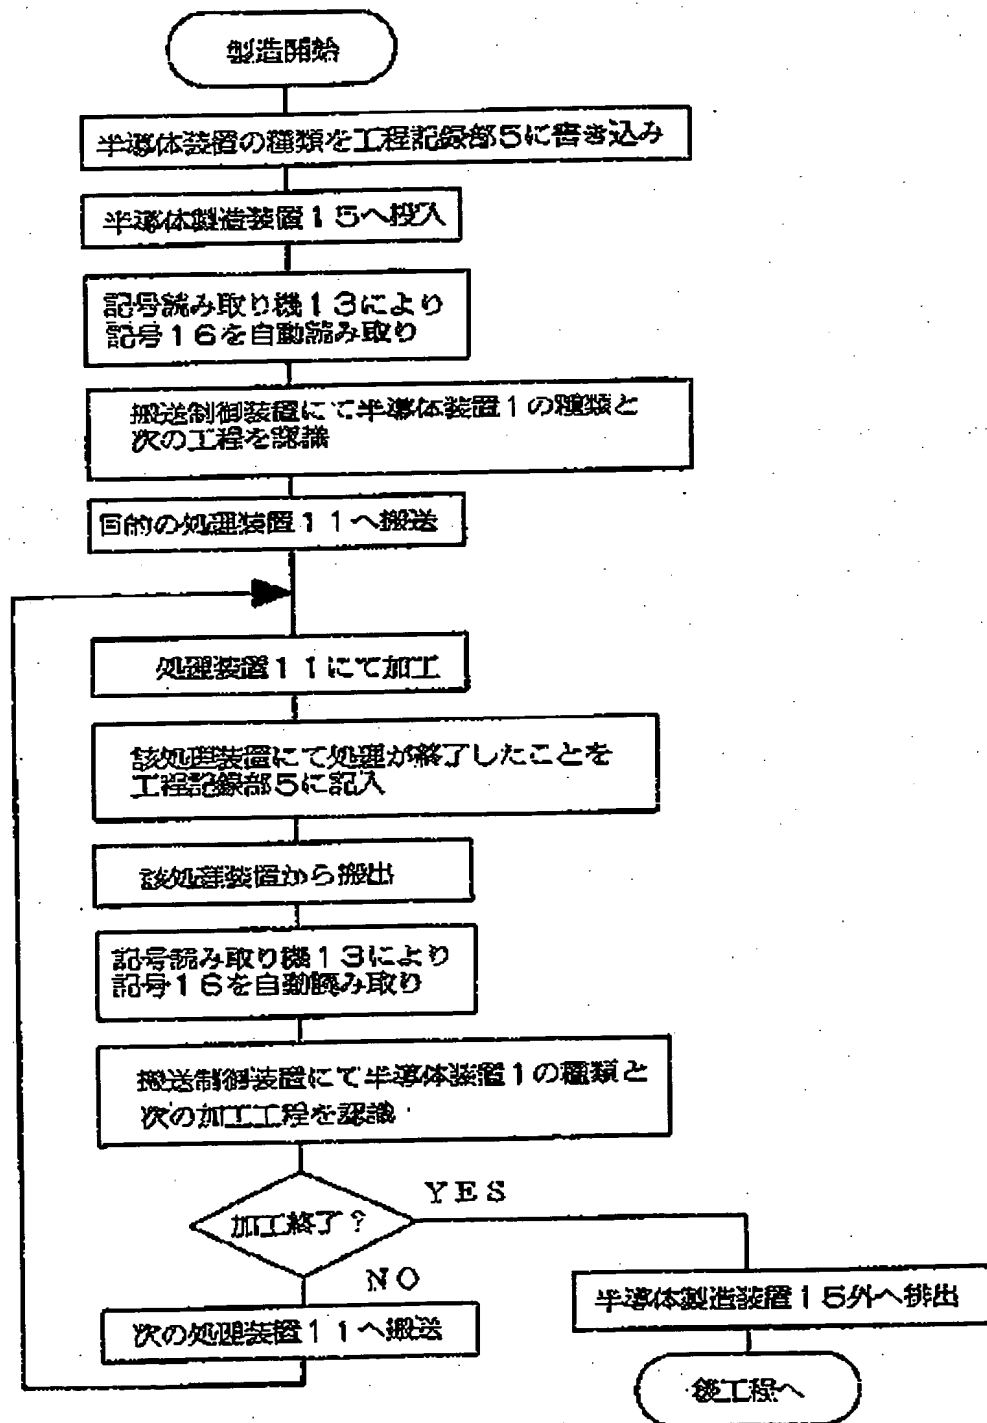 製造開始
半導体装置の種類を工程記録部5に書き込み
半導体製造装置15へ投入
記号読み取り機13により
記号16を自動読み取り
搬送制御装置にて半導体装置1の種類と
次の工程を認識
目的の処理装置11へ搬送
処理装置11にて加工
該処理装置にて処理が終了したことを
工程記録部5に記入
該処理装置から搬出
記号読み取り機13により
記号16を自動読み取り
搬送制御装置にて半導体装置1の種類と
次の加工工程を認識
YES
加工終了?
NO
半導体製造装置15外へ排出
次の処理装置11へ搬送
後工程へ